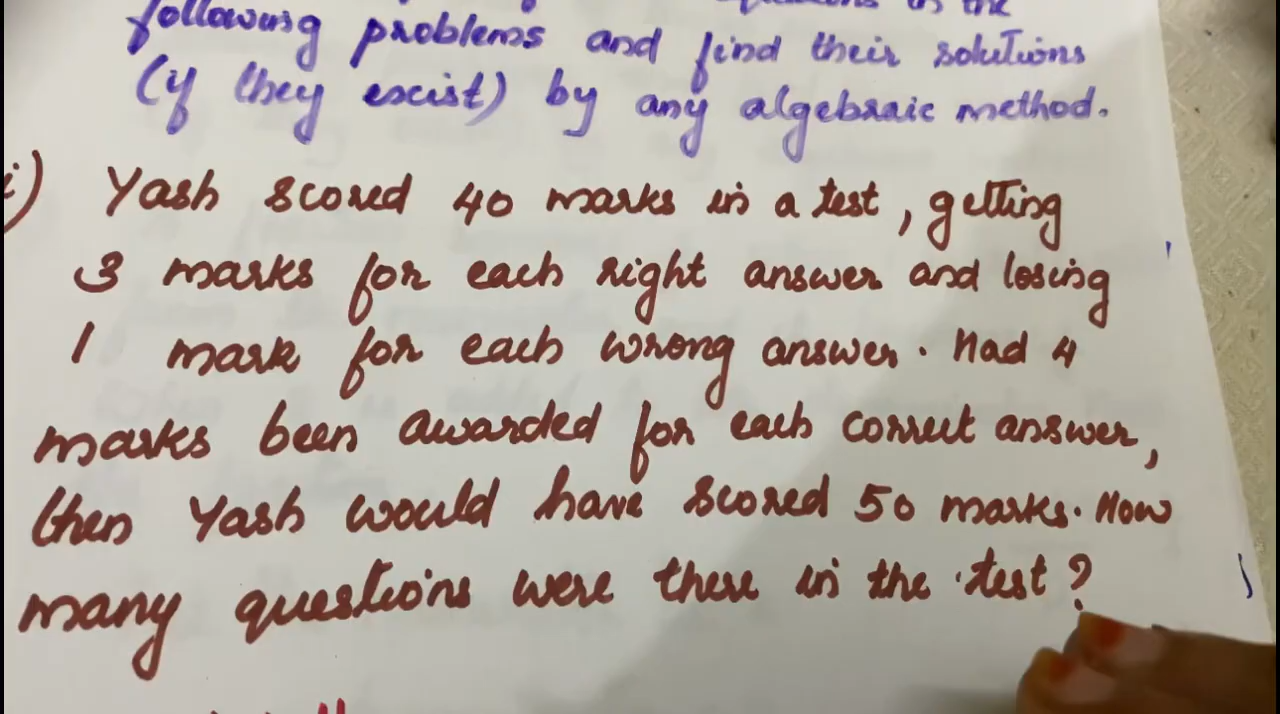 in the
following problems and find their solutions
(if they exist) by any algebraic method.
i) Yash scored 40 marks in a test, getting
3 marks for each right answer and losing
1 mark for each wrong answer. Had 4
marks been awarded for each correct answer,
then Yash would have scored 50 marks. How
many questions were there in the test?